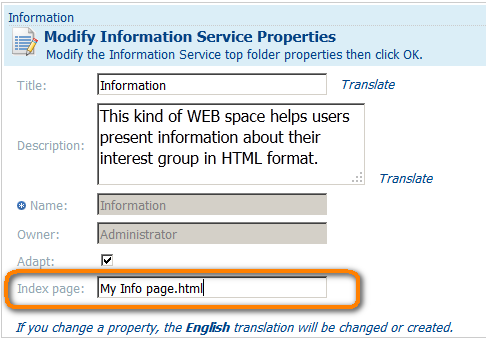 Information
Modify Information Service Properties
Modify the Information Service top folder properties then click OK.
Title: Information Translate
Description: This kind of WEB space helps users
present information about their
interest group in HTML format.
Translate
Name: Information
Owner: Administrator
Adapt:
Index page: My Info page.html
If you change a property, the English translation will be changed or created.